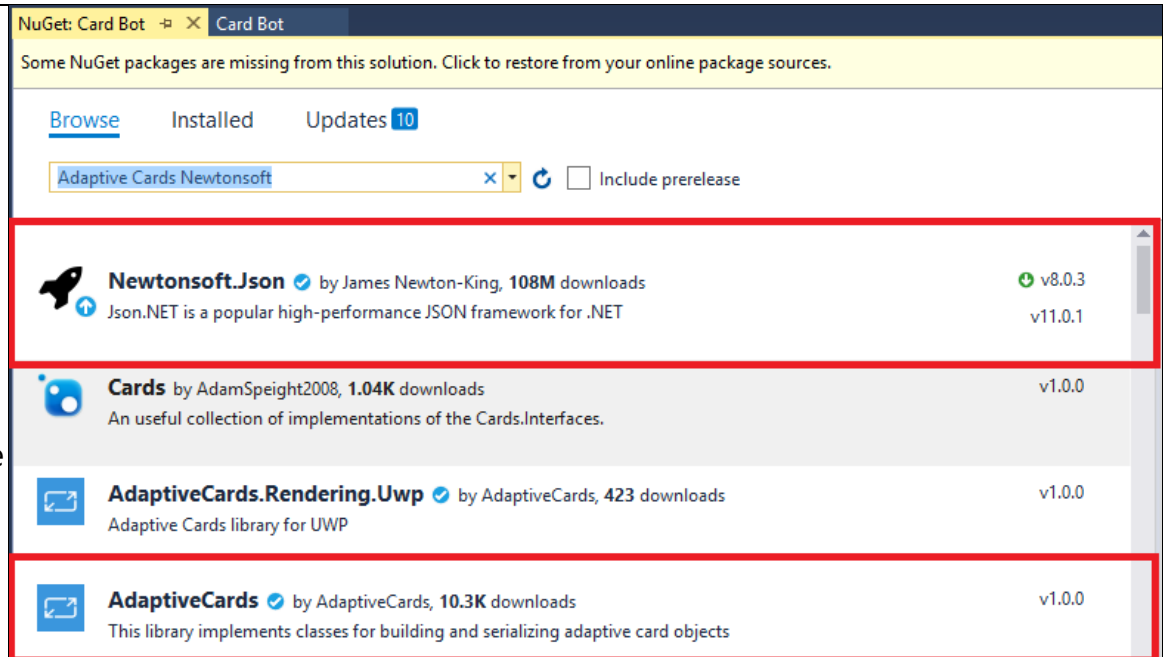 NuGet: Card Bot Card Bot
Some NuGet packages are missing from this solution. Click to restore from your online package sources.
Browse Installed Updates 10
Adaptive Cards Newtonsoft Include prerelease
Newtonsoft.Json by James Newton-King, 108M downloads v8.0.3
Json.NET is a popular high-performance JSON framework for .NET v11.0.1
Cards by AdamSpeight2008, 1.04K downloads v1.0.0
An useful collection of implementations of the Cards.Interfaces.
e
AdaptiveCards.Rendering.Uwp by AdaptiveCards, 423 downloads v1.0.0
Adaptive Cards library for UWP
AdaptiveCards by AdaptiveCards, 10.3K downloads v1.0.0
This library implements classes for building and serializing adaptive card objects